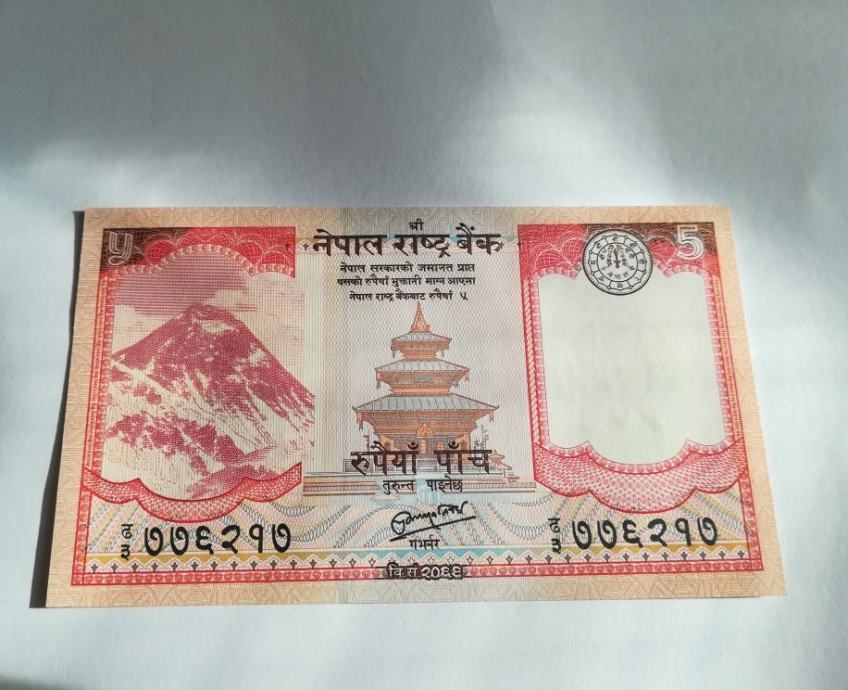 श्री
५
नेपाल राष्ट्र बैंक
5
नेपाल सरकारको जमानत प्राप्त
यसको रुपैयाँ भुक्तानी माग्न आएमा
नेपाल राष्ट्र बैंकबाट रुपैयाँ ५
रुपैयाँ पाँच
तुरुन्त पाइनेछ
७७६२१७
७७६२१७
गभर्नर
वि.सं.२०६६